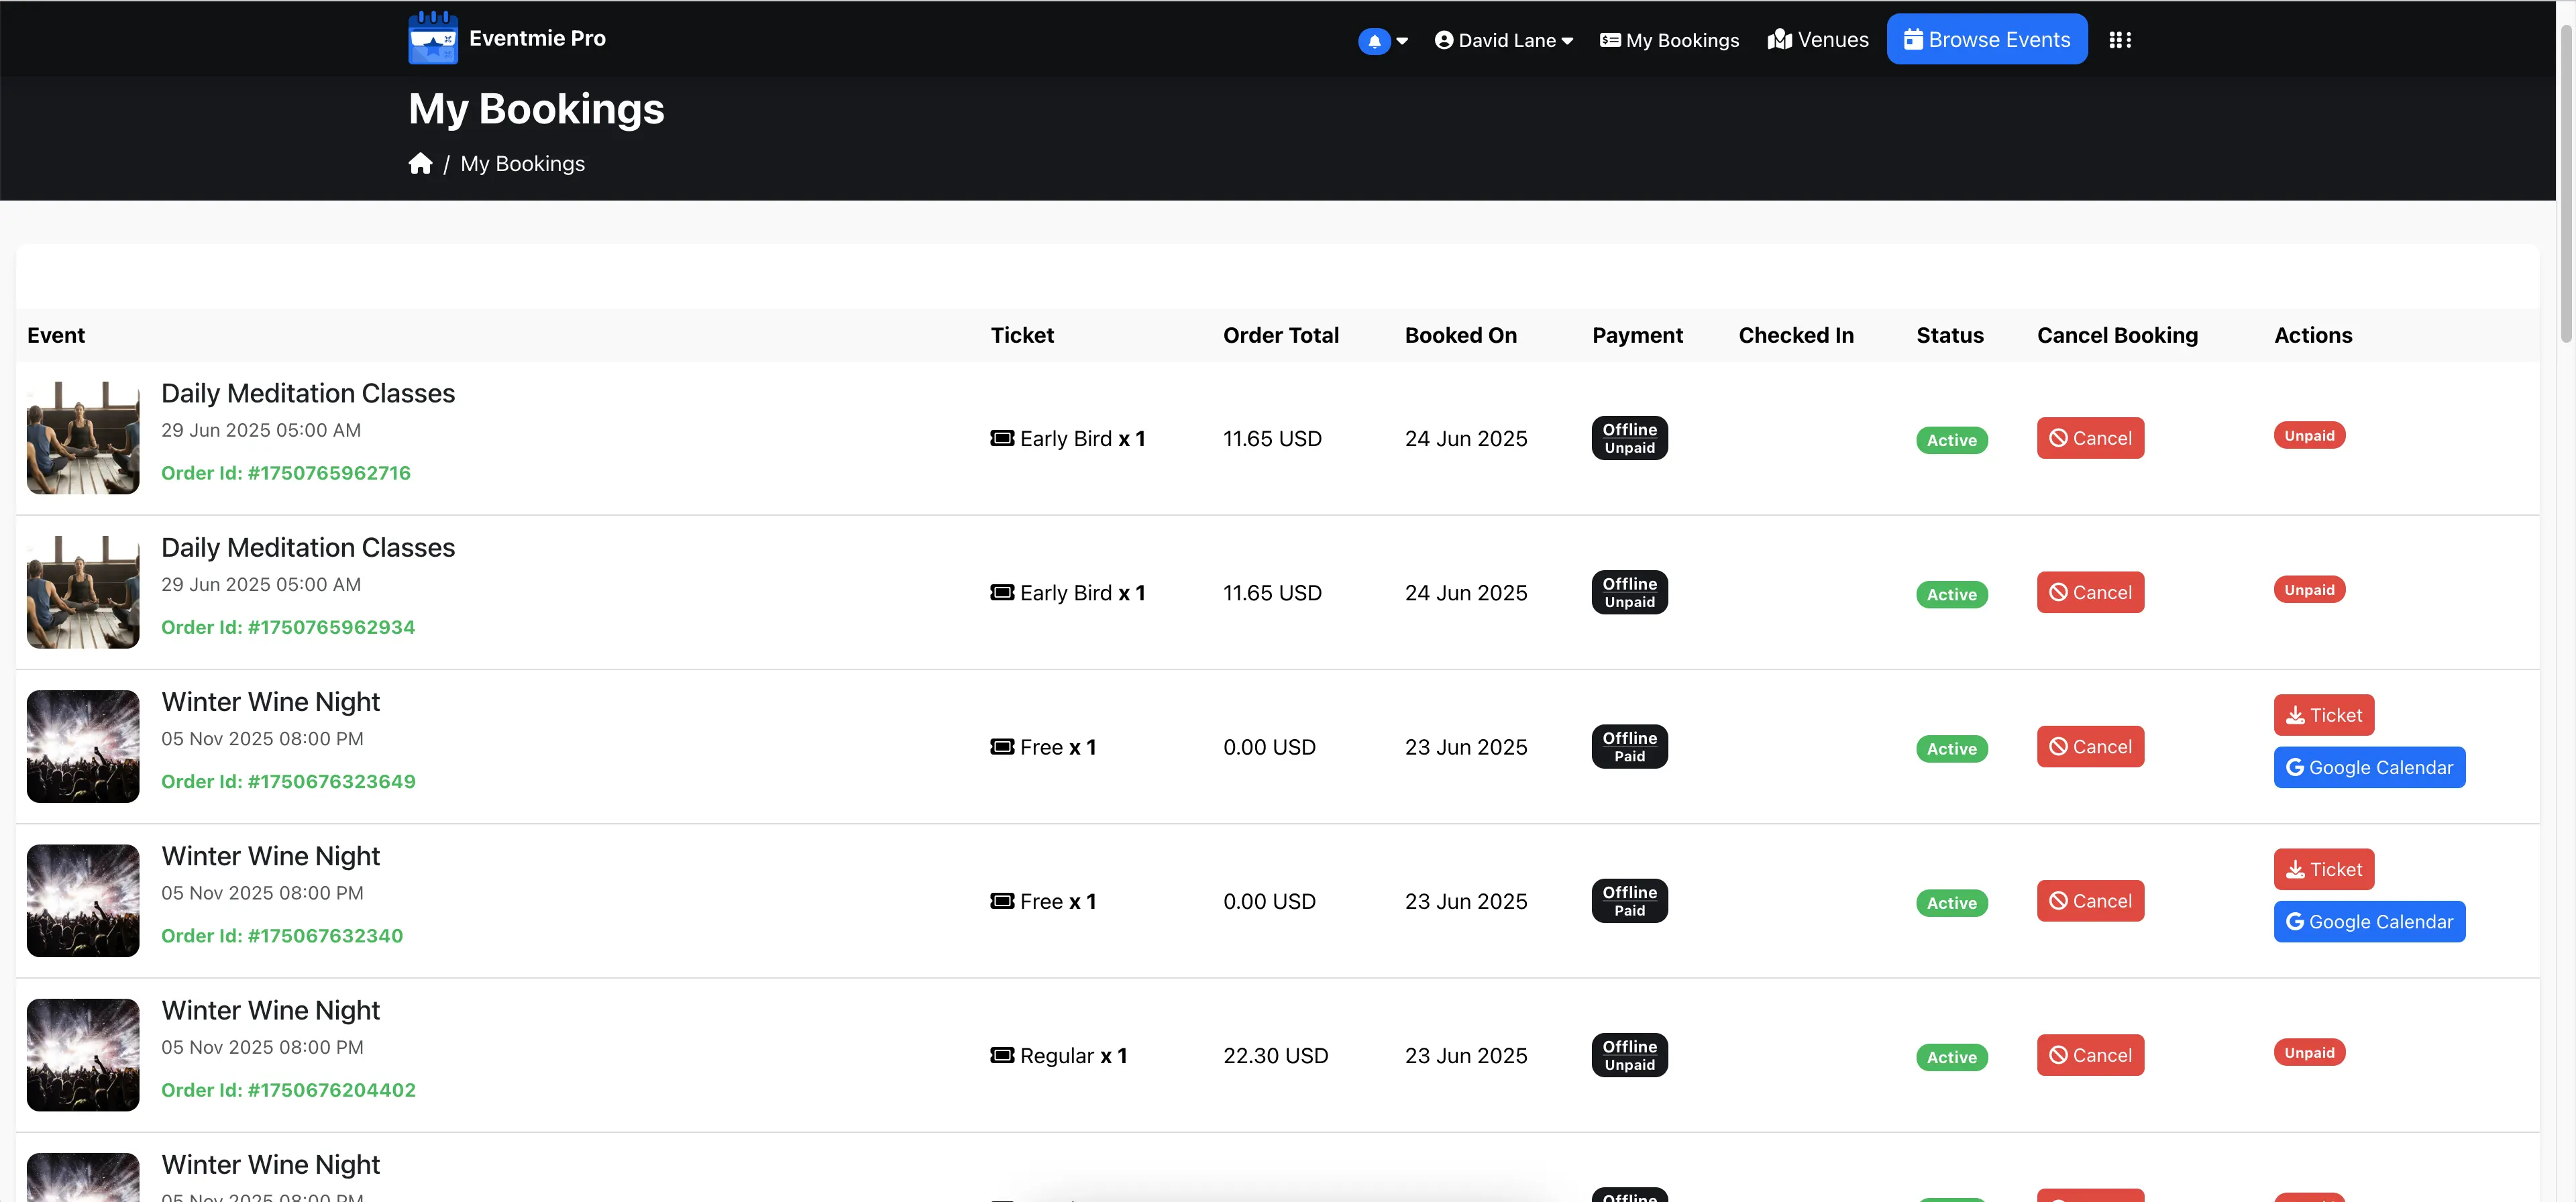 Eventmie Pro
David Lane
My Bookings
Venues
Browse Events
My Bookings
/ My Bookings
Event Ticket Order Total Booked On Payment Checked In Status Cancel Booking Actions
Daily Meditation Classes
29 Jun 2025 05:00 AM
Order Id: #1750765962716
Early Bird x 1
11.65 USD
24 Jun 2025
Offline
Unpaid
Active
Cancel
Unpaid
Daily Meditation Classes
29 Jun 2025 05:00 AM
Order Id: #1750765962934
Early Bird x 1
11.65 USD
24 Jun 2025
Offline
Unpaid
Active
Cancel
Unpaid
Winter Wine Night
05 Nov 2025 08:00 PM
Order Id: #1750676323649
Free x 1
0.00 USD
23 Jun 2025
Offline
Paid
Active
Cancel
Ticket
Google Calendar
Winter Wine Night
05 Nov 2025 08:00 PM
Order Id: #175067632340
Free x 1
0.00 USD
23 Jun 2025
Offline
Paid
Active
Cancel
Ticket
Google Calendar
Winter Wine Night
05 Nov 2025 08:00 PM
Order Id: #1750676204402
Regular x 1
22.30 USD
23 Jun 2025
Offline
Unpaid
Active
Cancel
Unpaid
Winter Wine Night
05 Nov 2025 08:00 PM
Offline